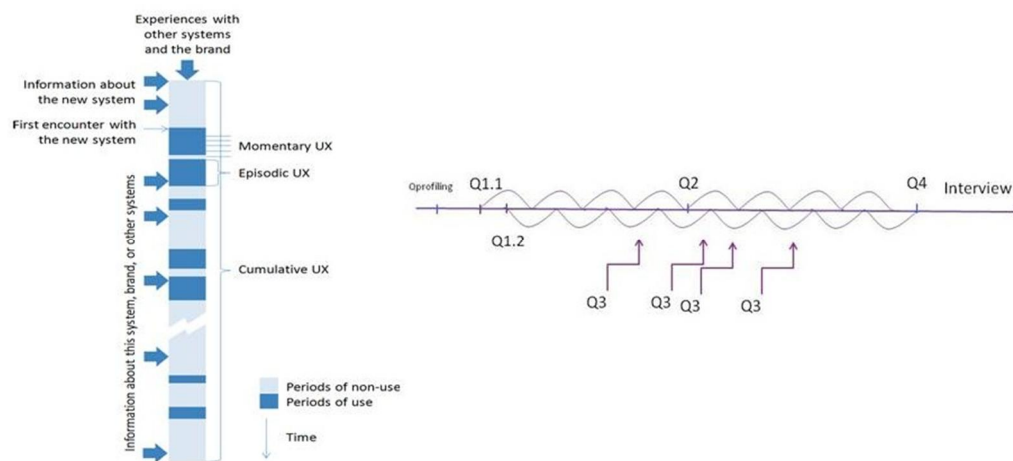 Experiences with
other systems
and the brand
Information about
the new system
First encounter with
the new system
Momentary UX
Episodic UX
Cumulative UX
Information about this system, brand, or other systems
Periods of non-use
Periods of use
Time
Oprofiling
Q1.1
Q2
Q4
Interview
Q1.2
Q3
Q3
Q3
Q3